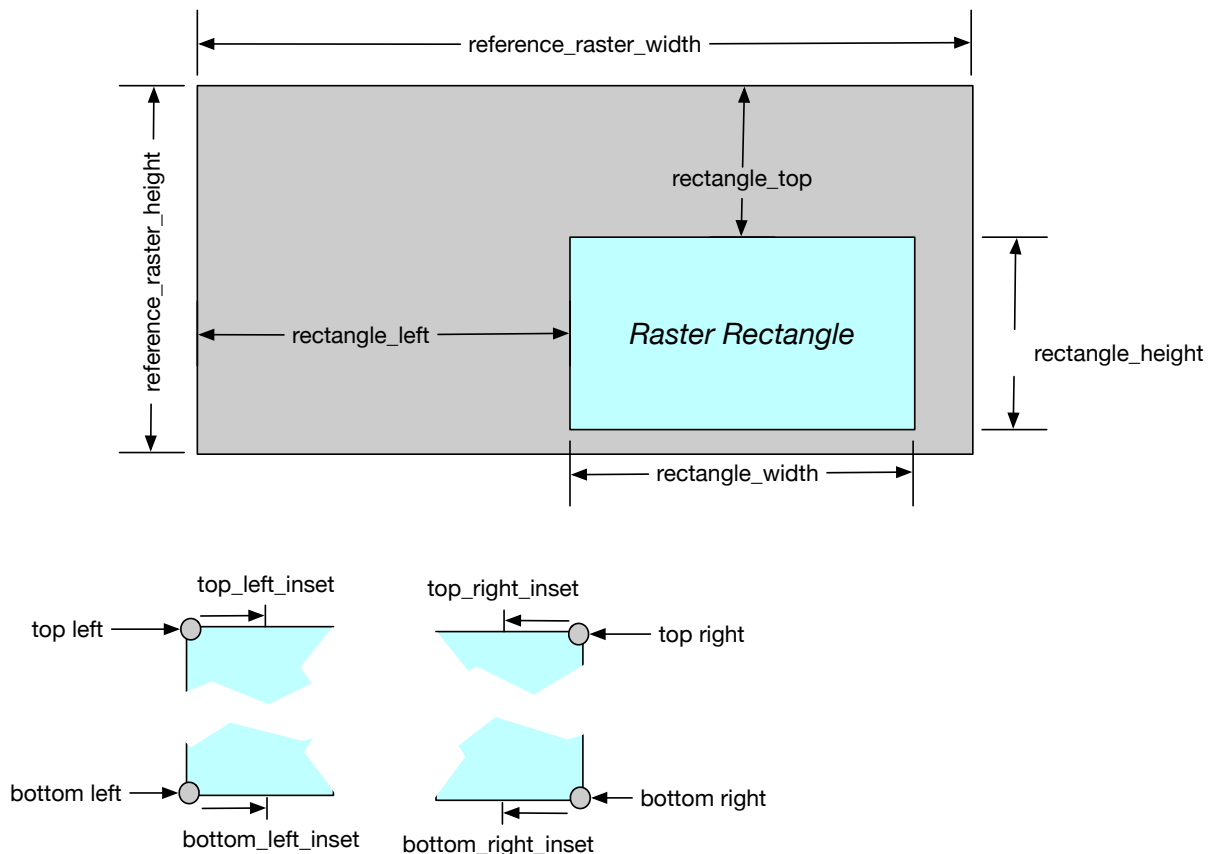 reference_raster_width
reference_raster_height
rectangle_top
rectangle_left
Raster Rectangle
rectangle_height
rectangle_width
top_left_inset
top_right_inset
top left
top right
bottom left
bottom right
bottom_left_inset
bottom_right_inset